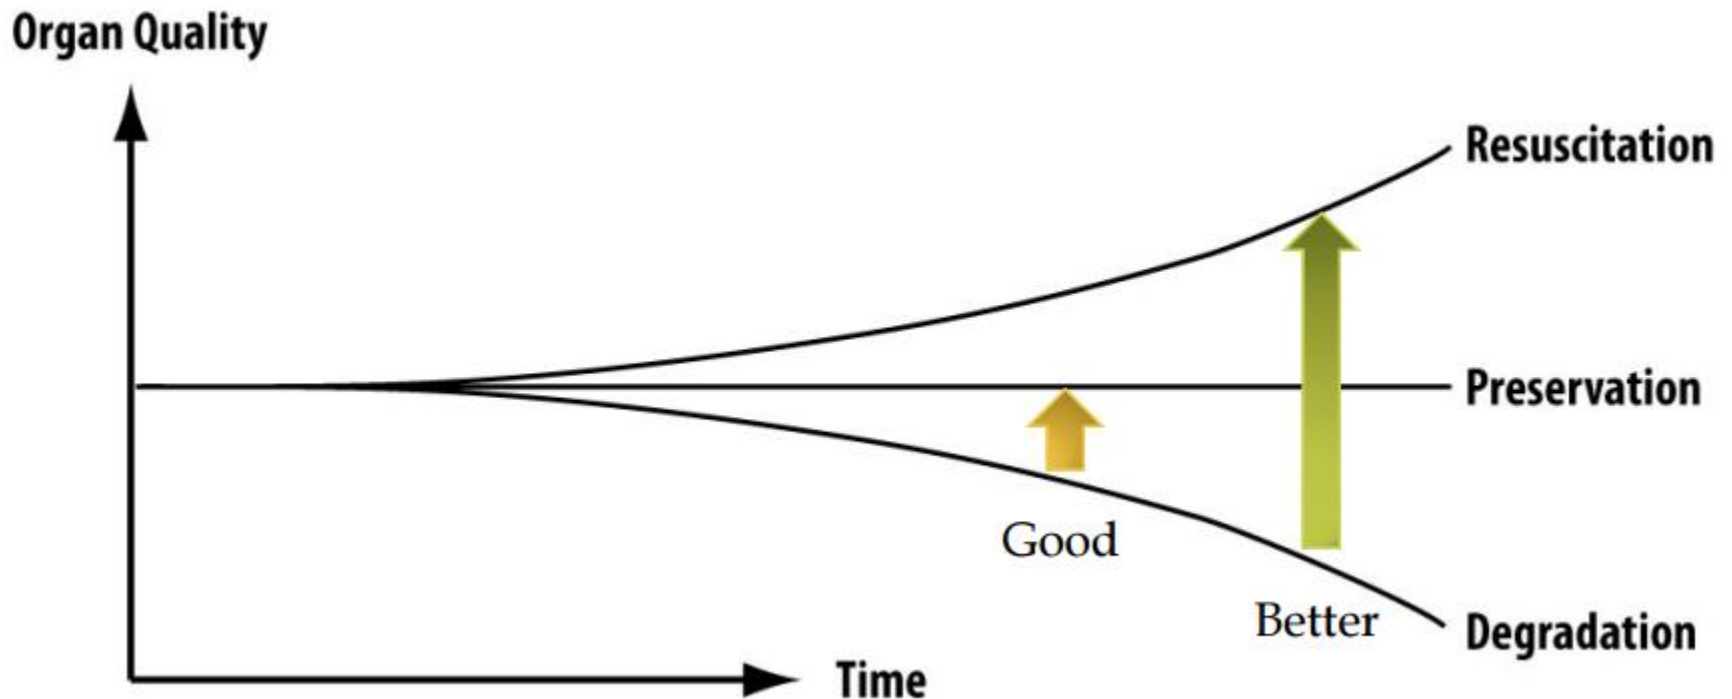 Organ Quality
Resuscitation
Preservation
Good
Better
Degradation
Time